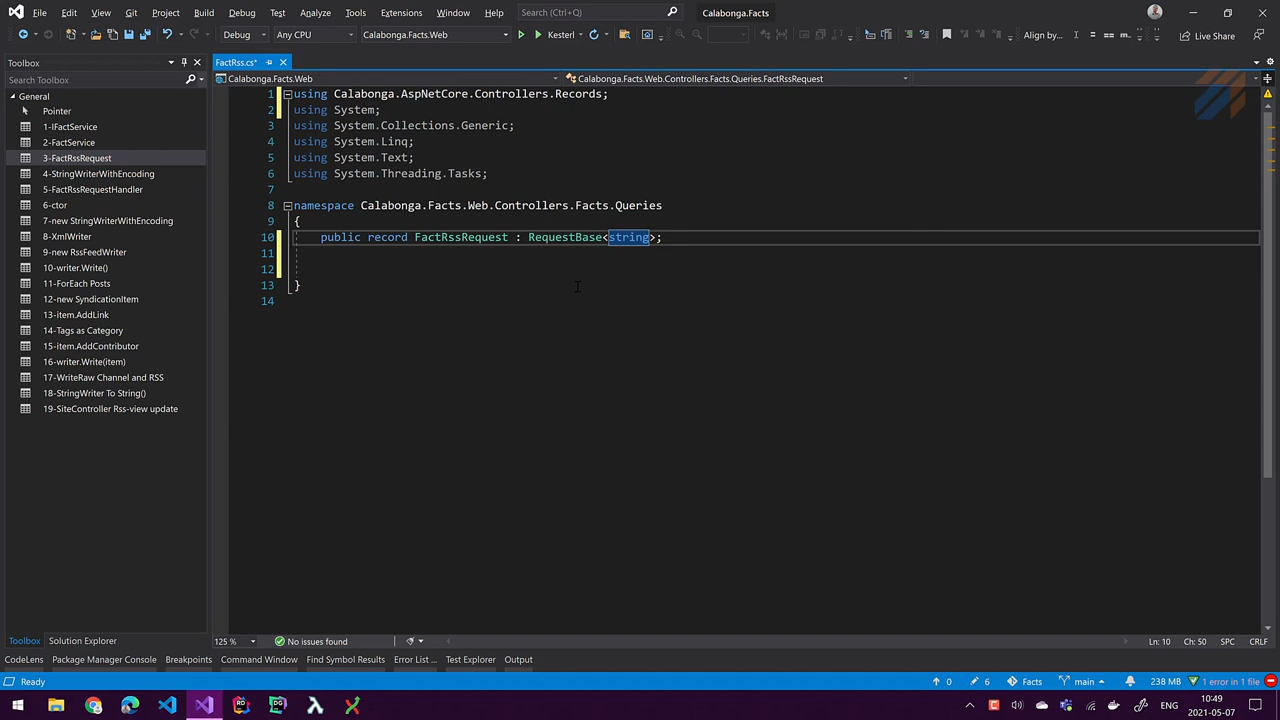 File Edit View Git Project Build Debug Test Analyze Tools Extensions Window Help Search (Ctrl+Q) Calabonga.Facts
Debug Any CPU Calabonga.Facts.Web Kestrel Align by... Live Share
Toolbox
Search Toolbox
General
Pointer
1-IFactService
2-FactService
3-FactRssRequest
4-StringWriterWithEncoding
5-FactRssRequestHandler
6-ctor
7-new StringWriterWithEncoding
8-XmlWriter
9-new RssFeedWriter
10-writer.Write()
11-ForEach Posts
12-new SyndicationItem
13-item.AddLink
14-Tags as Category
15-item.AddContributor
16-writer.Write(item)
17-WriteRaw Channel and RSS
18-StringWriter To String()
19-SiteController Rss-view update
Toolbox Solution Explorer
FactRss.cs*
Calabonga.Facts.Web Calabonga.Facts.Web.Controllers.Facts.Queries.FactRssRequest
1 using Calabonga.AspNetCore.Controllers.Records;
2 using System;
3 using System.Collections.Generic;
4 using System.Linq;
5 using System.Text;
6 using System.Threading.Tasks;
7
8 namespace Calabonga.Facts.Web.Controllers.Facts.Queries
9 {
10 public record FactRssRequest : RequestBase<string>;
11
12
13 }
14
125 % No issues found Ln: 10 Ch: 50 SPC CRLF
CodeLens Package Manager Console Breakpoints Command Window Find Symbol Results Error List ... Test Explorer Output
Ready 0 6 Facts main 238 MB 1 error in 1 file
RD DG ENG 10:49
2021-05-07